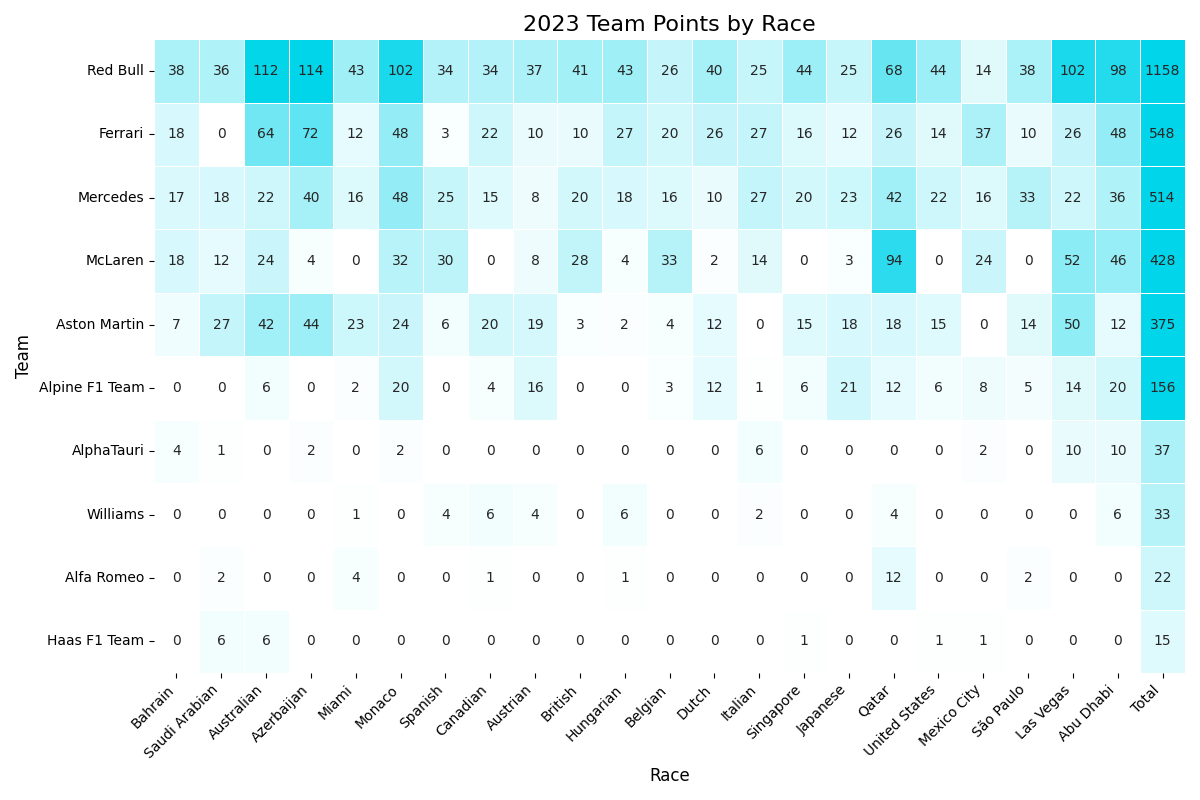 2023 Team Points by Race
Team
Red Bull 38 36 112 114 43 102 34 34 37 41 43 26 40 25 44 25 68 44 14 38 102 98 1158
Ferrari 18 0 64 72 12 48 3 22 10 10 27 20 26 27 16 12 26 14 37 10 26 48 548
Mercedes 17 18 22 40 16 48 25 15 8 20 18 16 10 27 20 23 42 22 16 33 22 36 514
McLaren 18 12 24 4 0 32 30 0 8 28 4 33 2 14 0 3 94 0 24 0 52 46 428
Aston Martin 7 27 42 44 23 24 6 20 19 3 2 4 12 0 15 18 18 15 0 14 50 12 375
Alpine F1 Team 0 0 6 0 2 20 0 4 16 0 0 3 12 1 6 21 12 6 8 5 14 20 156
AlphaTauri 4 1 0 2 0 2 0 0 0 0 0 0 0 6 0 0 0 0 2 0 10 10 37
Williams 0 0 0 0 1 0 4 6 4 0 6 0 0 2 0 0 4 0 0 0 0 6 33
Alfa Romeo 0 2 0 0 4 0 0 1 0 0 1 0 0 0 0 0 12 0 0 2 0 0 22
Haas F1 Team 0 6 6 0 0 0 0 0 0 0 0 0 0 0 1 0 0 1 1 0 0 0 15
Bahrain Saudi Arabian Australian Azerbaijan Miami Monaco Spanish Canadian Austrian British Hungarian Belgian Dutch Italian Singapore Japanese Qatar United States Mexico City São Paulo Las Vegas Abu Dhabi Total
Race